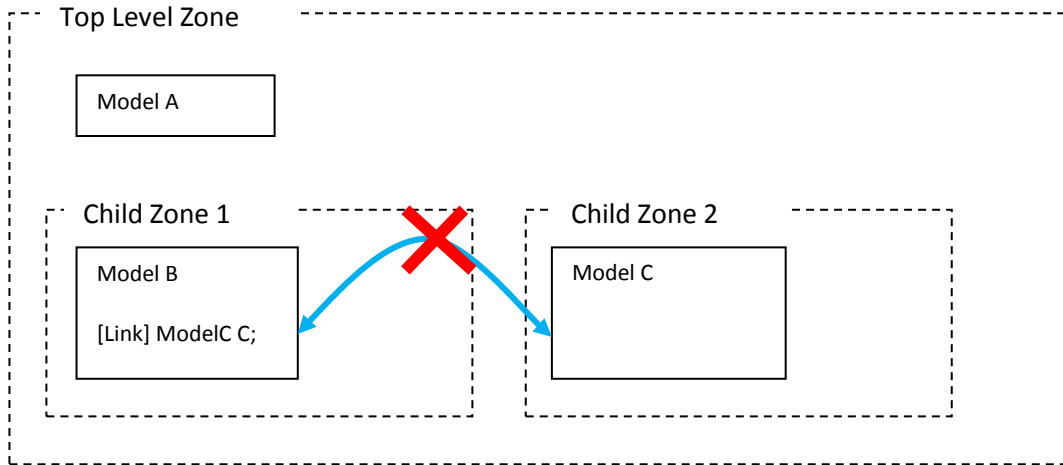 Top Level Zone
Model A
Child Zone 1
Child Zone 2
Model B
[Link] ModelC C;
Model C